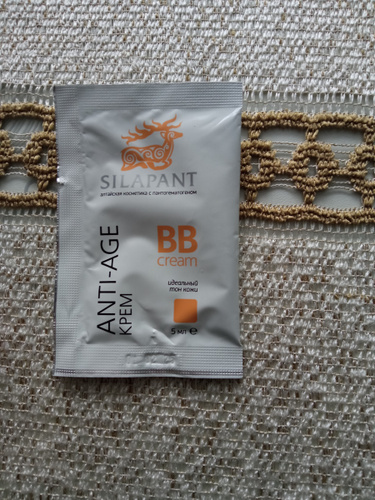 SILAPANT
алтайская косметика с пантогематогеном
ANTI-AGE
КРЕМ
BB
cream
идеальный
тон кожи
5 мл ℮